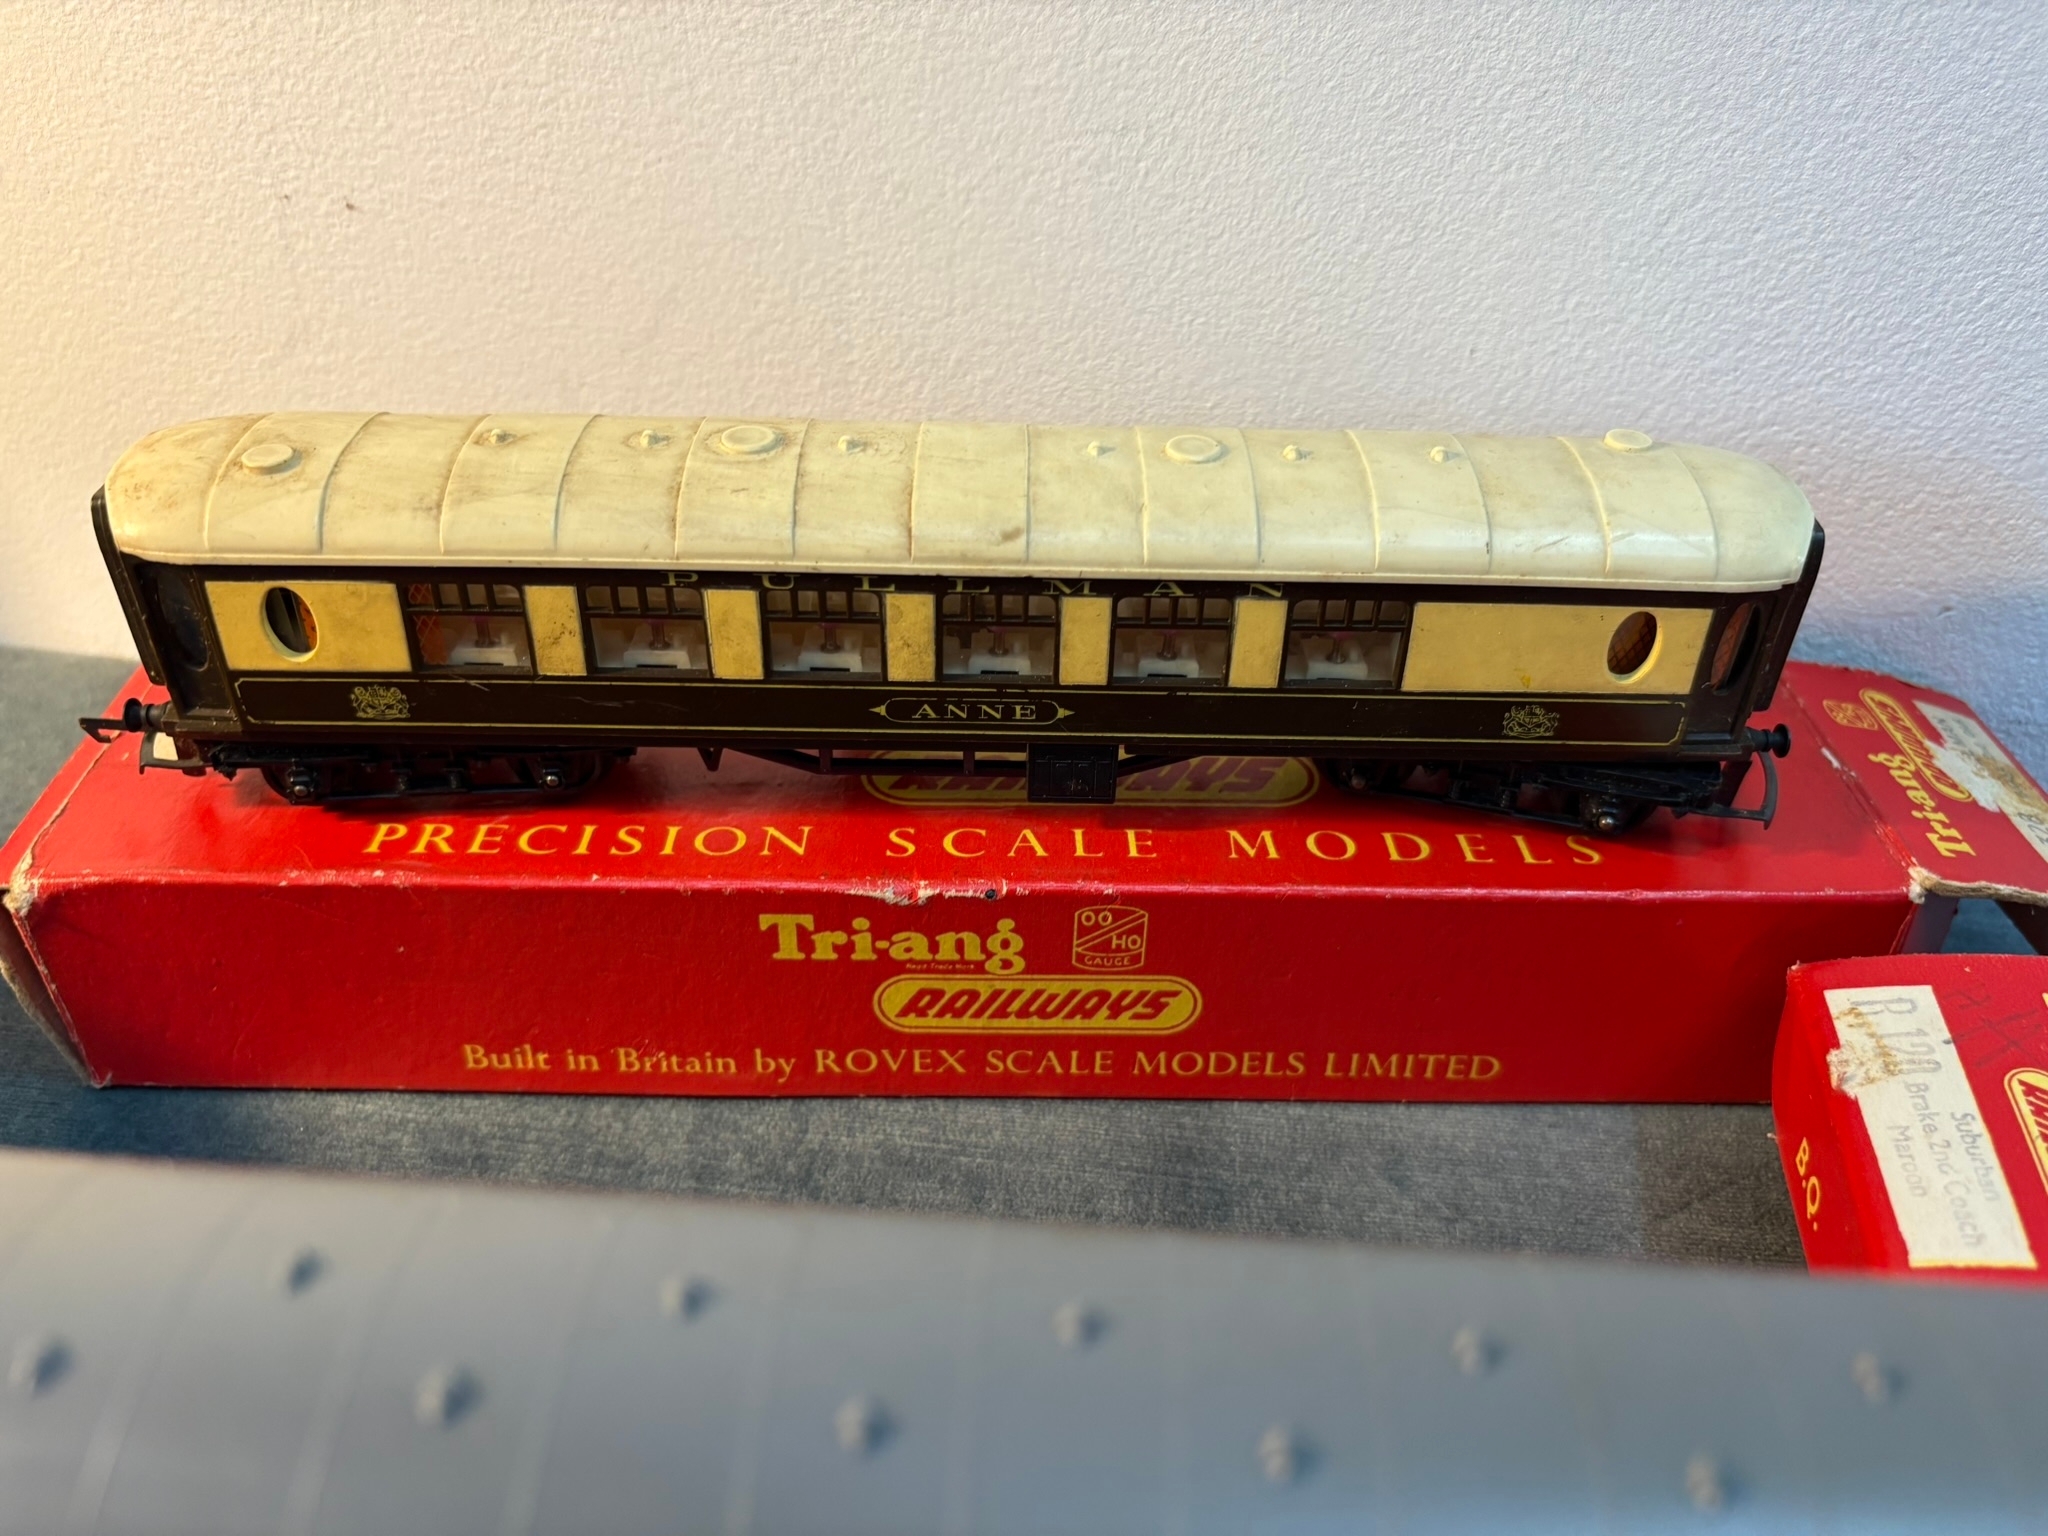 PULLMAN
ANNE
RAILWAYS
PRECISION SCALE MODELS
Tri-ang
OO
HO
GAUGE
RAILWAYS
Built in Britain by ROVEX SCALE MODELS LIMITED
Tri-ang
RAILWAYS
Suburban
Brake 2nd Coach
Maroon
B.Q.